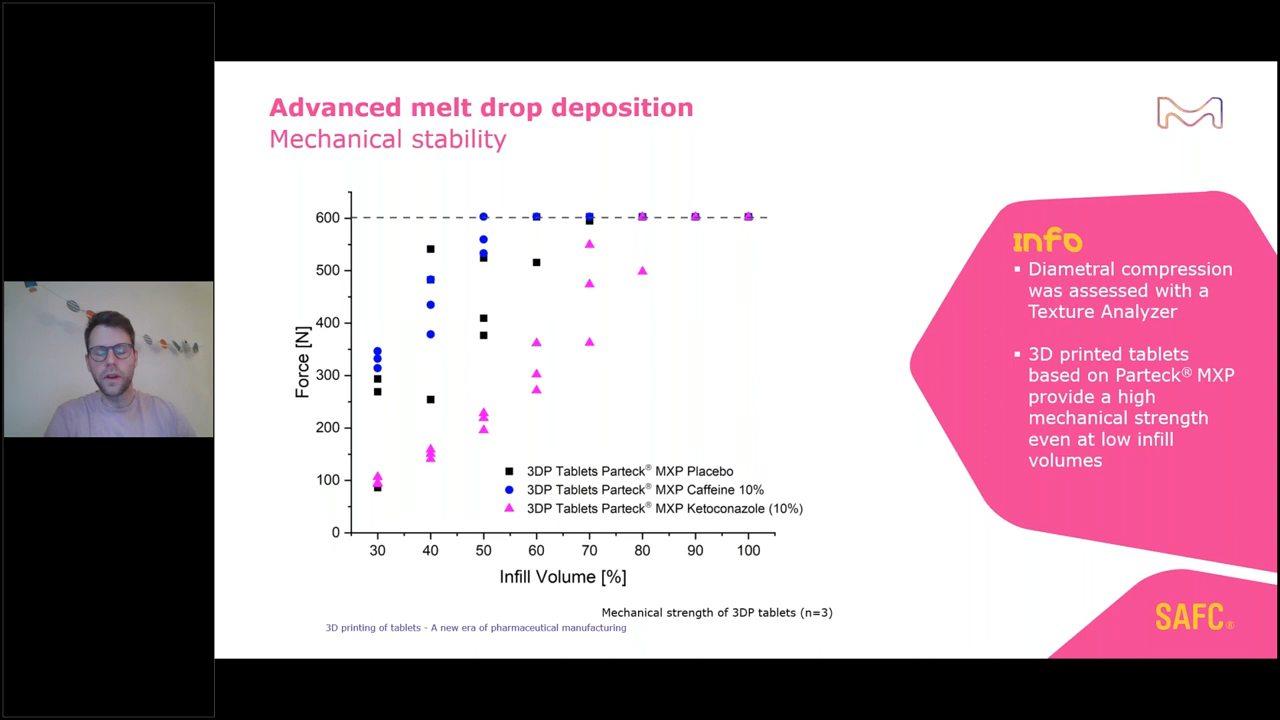 Advanced melt drop deposition
Mechanical stability
600
500
400
300
200
100
0
Force [N]
3DP Tablets Parteck® MXP Placebo
3DP Tablets Parteck® MXP Caffeine 10%
3DP Tablets Parteck® MXP Ketoconazole (10%)
30 40 50 60 70 80 90 100
Infill Volume [%]
Mechanical strength of 3DP tablets (n=3)
3D printing of tablets - A new era of pharmaceutical manufacturing
info
▪ Diametral compression
was assessed with a
Texture Analyzer
▪ 3D printed tablets
based on Parteck® MXP
provide a high
mechanical strength
even at low infill
volumes
SAFC®